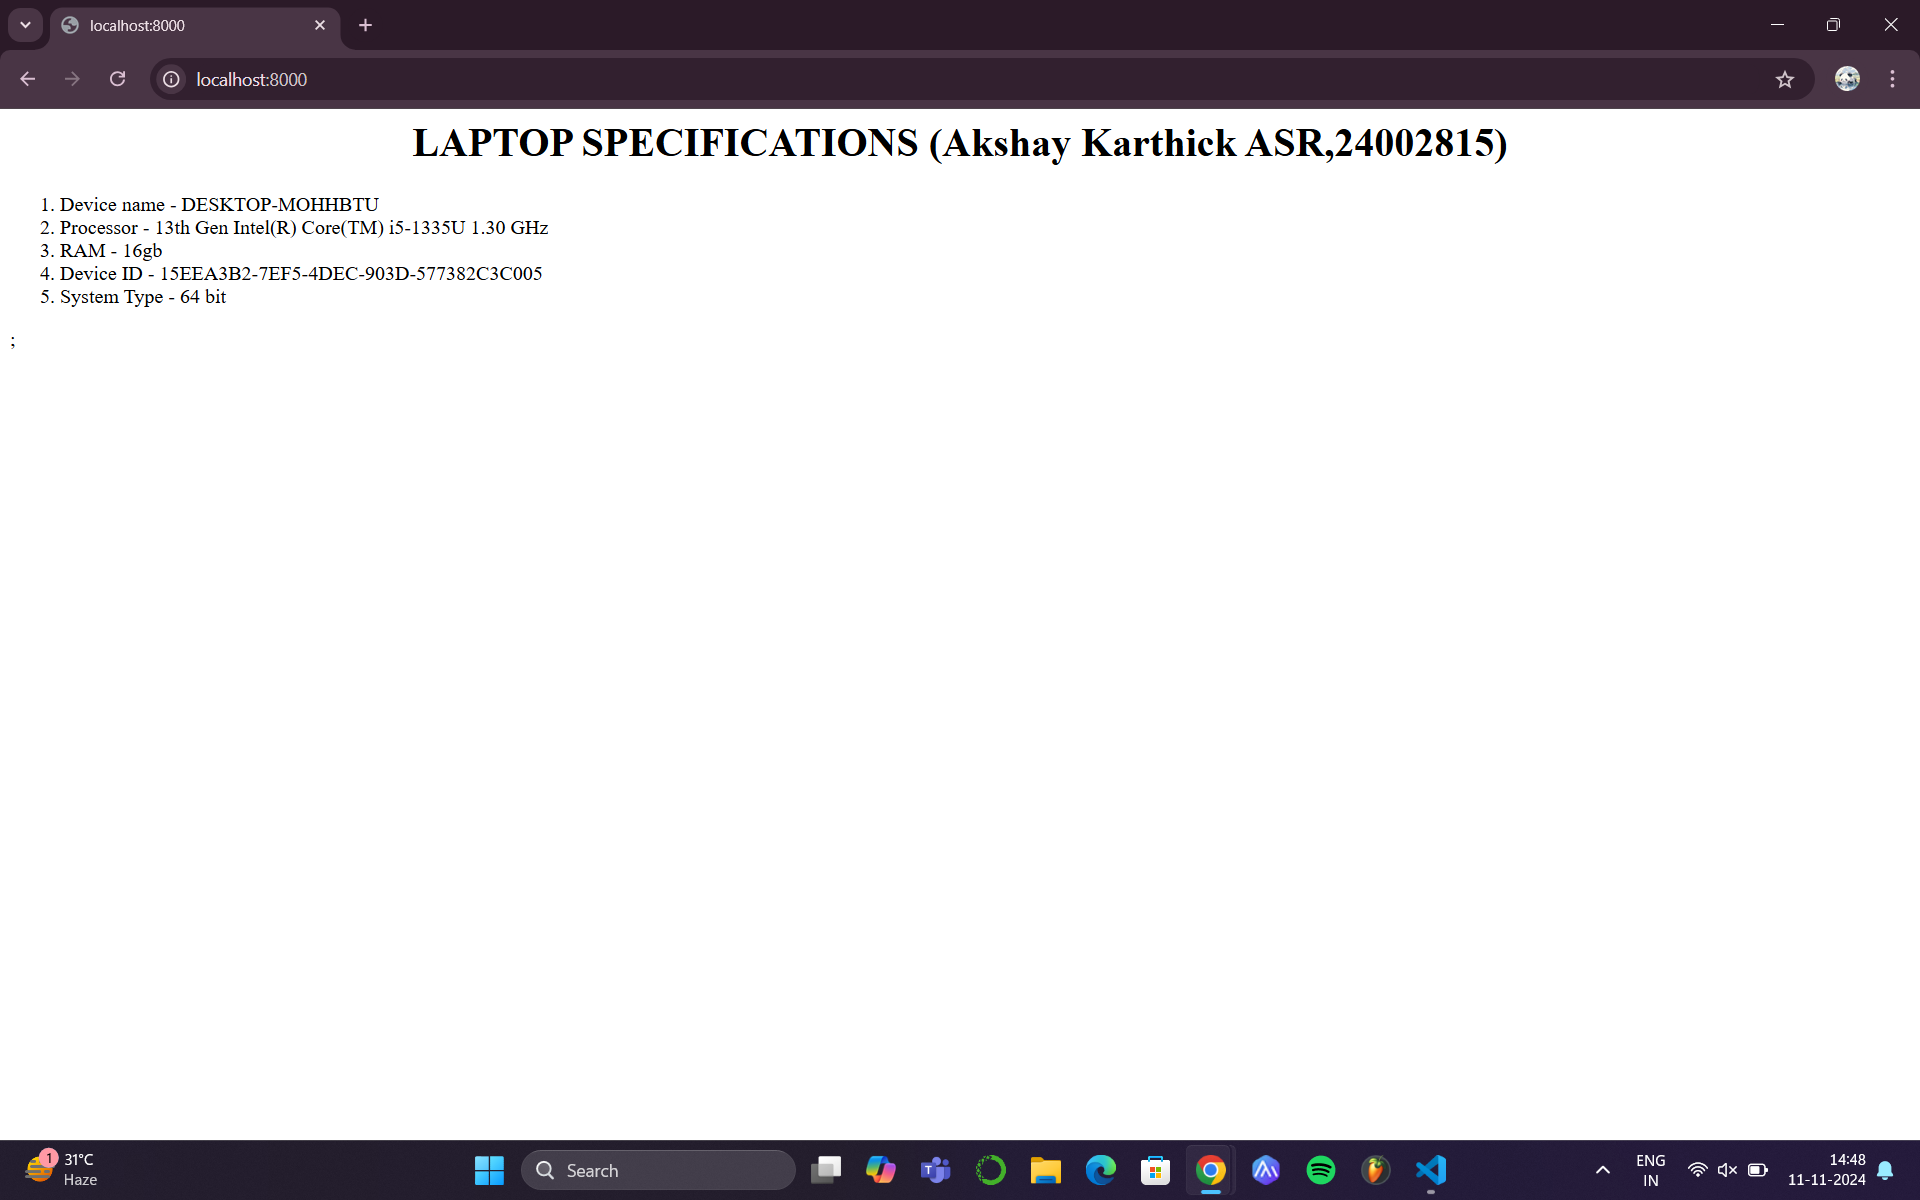 localhost:8000
localhost:8000
LAPTOP SPECIFICATIONS (Akshay Karthick ASR,24002815)
1. Device name - DESKTOP-MOHHBTU
2. Processor - 13th Gen Intel(R) Core(TM) i5-1335U 1.30 GHz
3. RAM - 16gb
4. Device ID - 15EEA3B2-7EF5-4DEC-903D-577382C3C005
5. System Type - 64 bit
;
1
31°C
Haze
Search
ENG
IN
14:48
11-11-2024